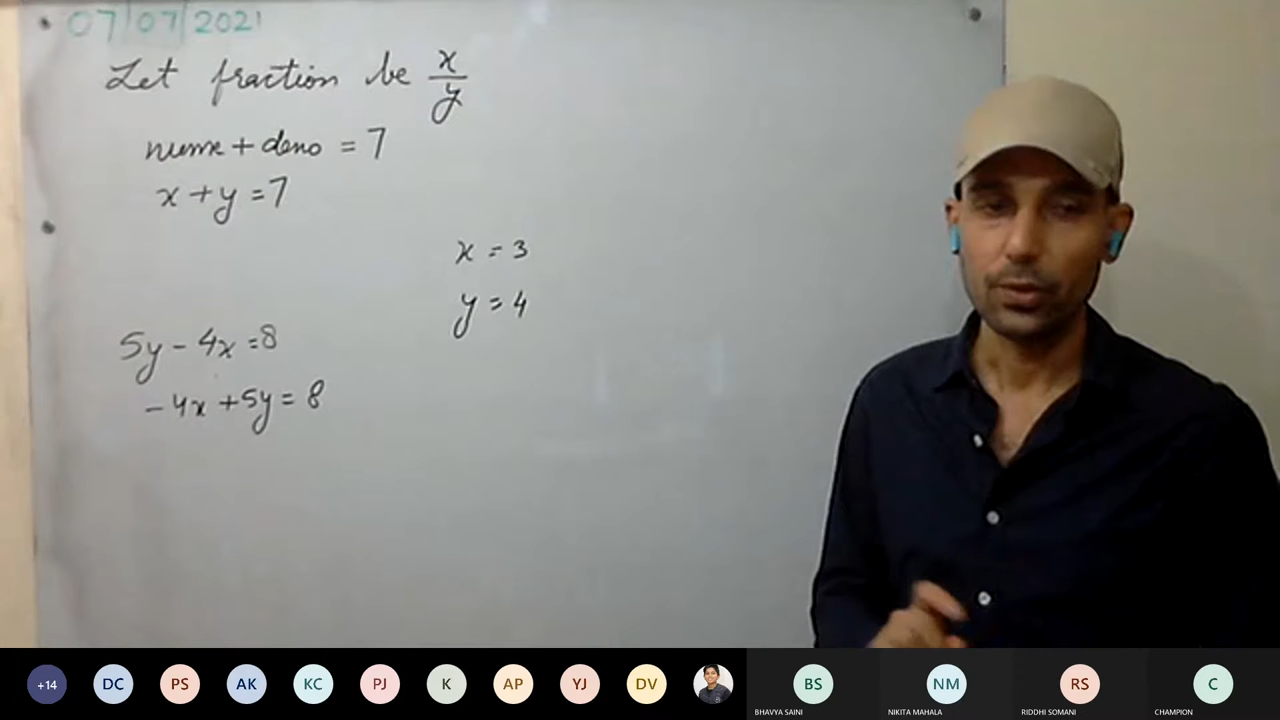 07/07/2021
Let fraction be x/y
nume + deno = 7
x + y = 7
x = 3
y = 4
5y - 4x = 8
-4x + 5y = 8
+14 DC PS AK KC PJ K AP YJ DV BS NM RS C
BHAVYA SAINI NIKITA MAHALA RIDDHI SOMANI CHAMPION